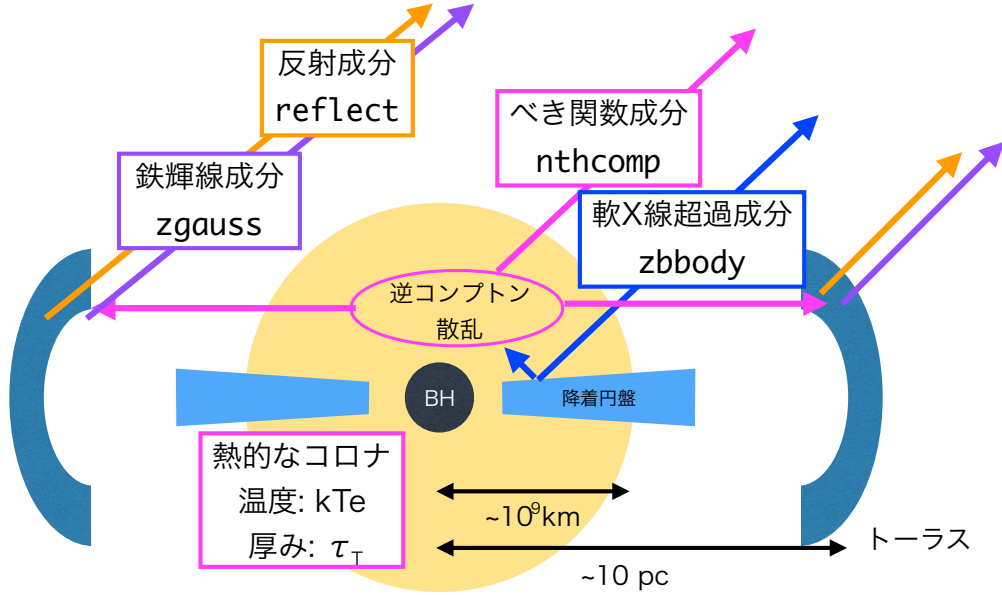 反射成分
reflect
べき関数成分
nthcomp
鉄輝線成分
zgauss
軟X線超過成分
zbbody
逆コンプトン
散乱
BH
降着円盤
熱的なコロナ
温度: kTe
厚み: τT
~10⁹km
トーラス
~10 pc